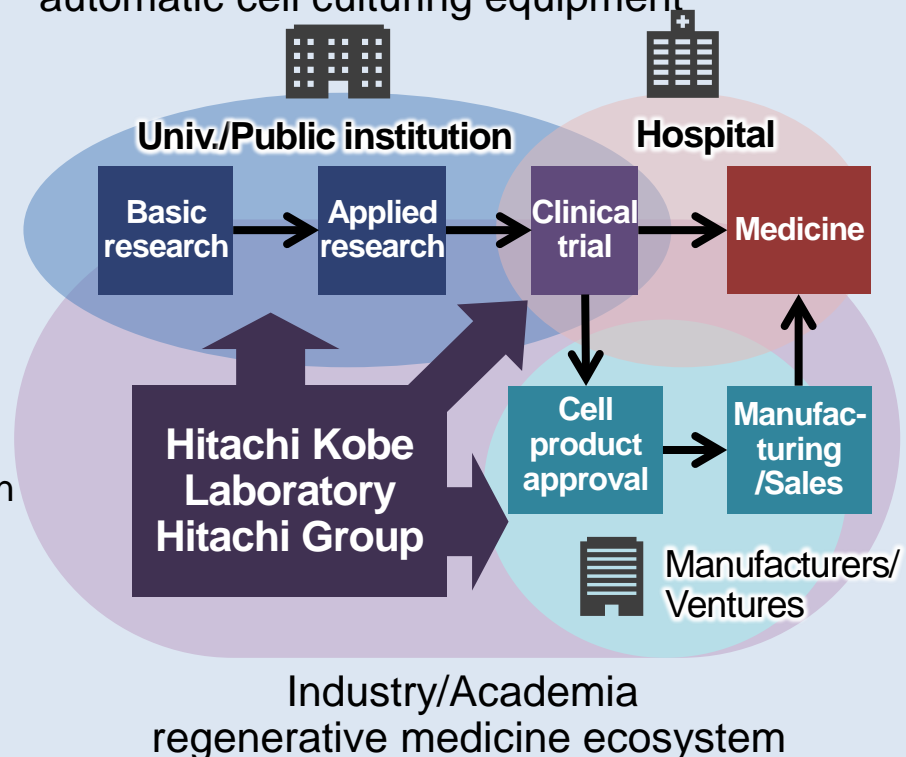 automatic cell culturing equipment
Univ./Public institution
Hospital
Basic
research
Applied
research
Clinical
trial
Medicine
Hitachi Kobe
Laboratory
Hitachi Group
Cell
product
approval
Manufac-
turing
/Sales
Manufacturers/
Ventures
Industry/Academia
regenerative medicine ecosystem